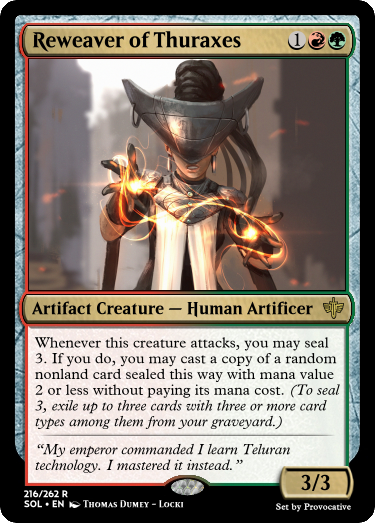 Reweaver of Thuraxes 1
Artifact Creature — Human Artificer
Whenever this creature attacks, you may seal
3. If you do, you may cast a copy of a random
nonland card sealed this way with mana value
2 or less without paying its mana cost. (To seal
3, exile up to three cards with three or more card
types among them from your graveyard.)
“My emperor commanded I learn Teluran
technology. I mastered it instead.”
3/3
216/262 R
SOL • EN Thomas Dumey – Locki
Set by Provocative